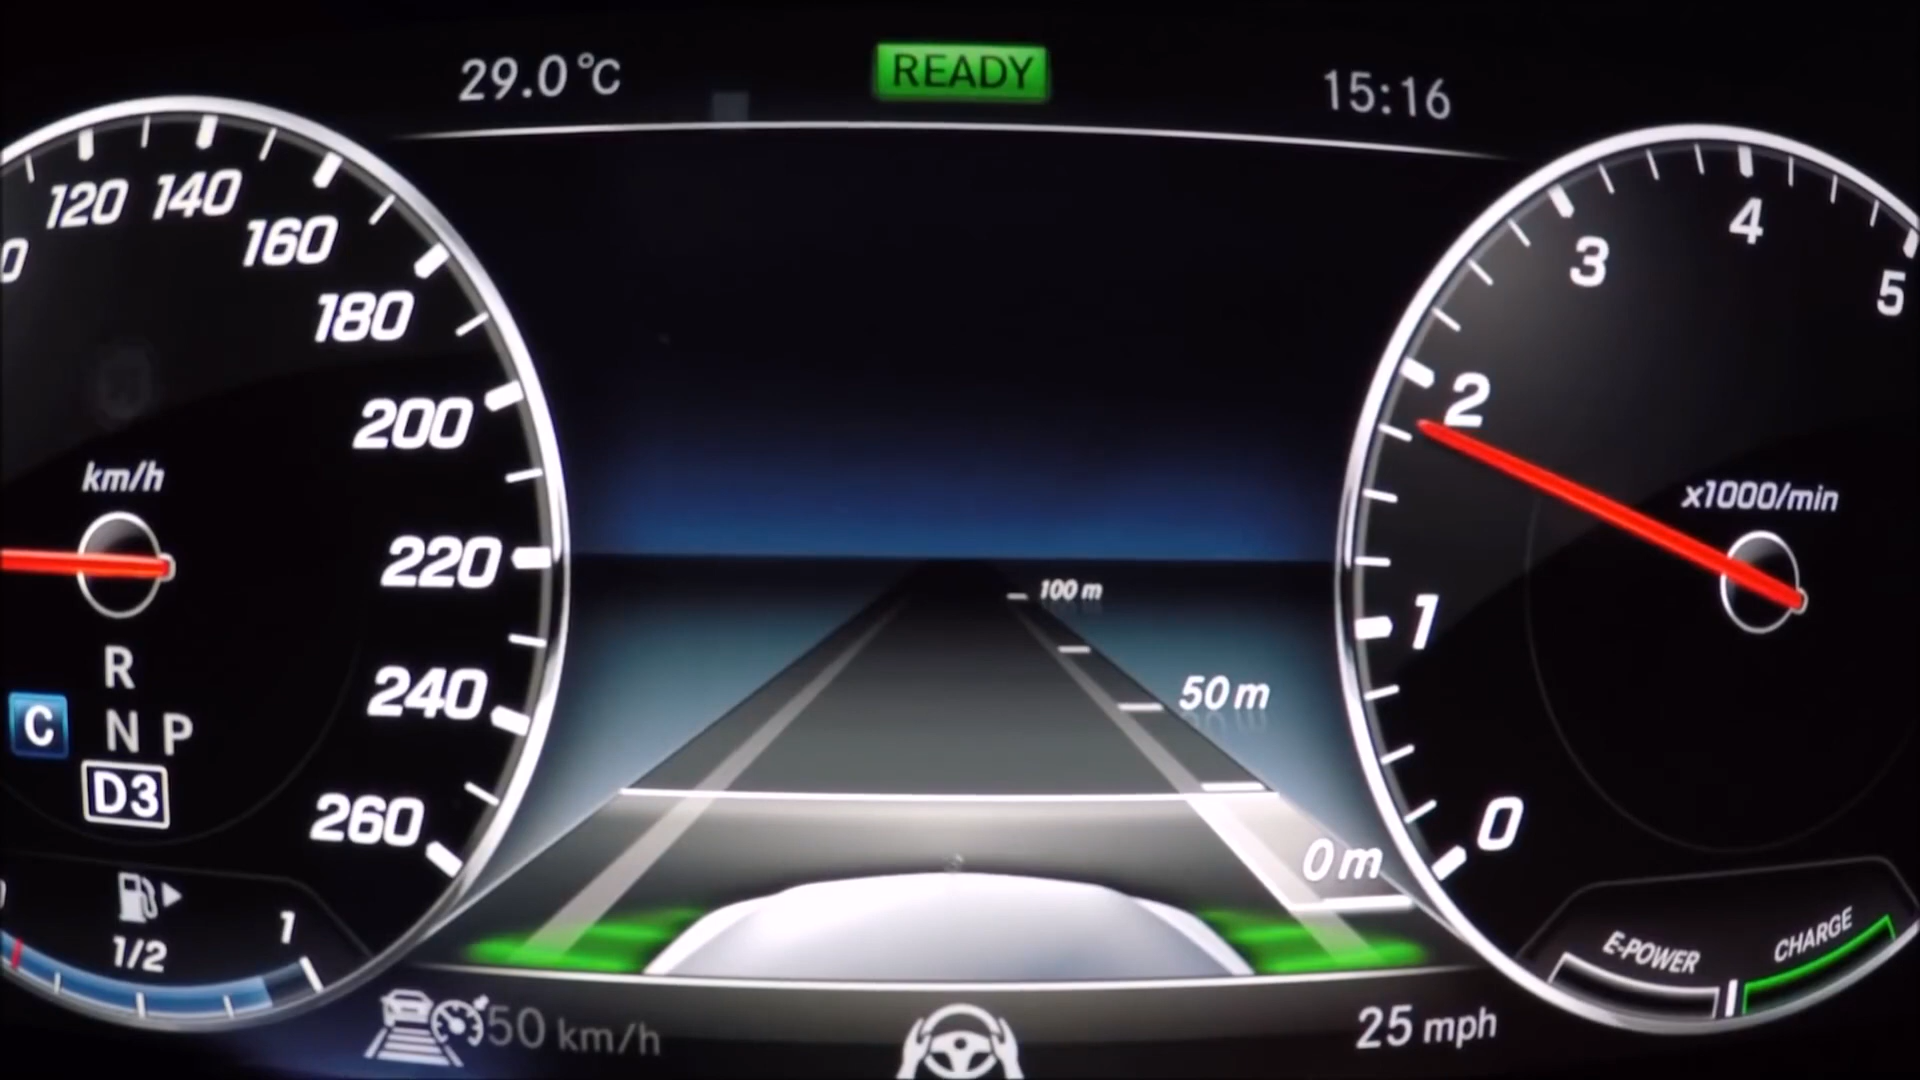 29.0°C
READY
15:16
120
140
160
180
200
220
240
260
km/h
R
C
N P
D3
1/2
1
100 m
50 m
0 m
5
4
3
2
1
0
x1000/min
E-POWER
CHARGE
50 km/h
25 mph